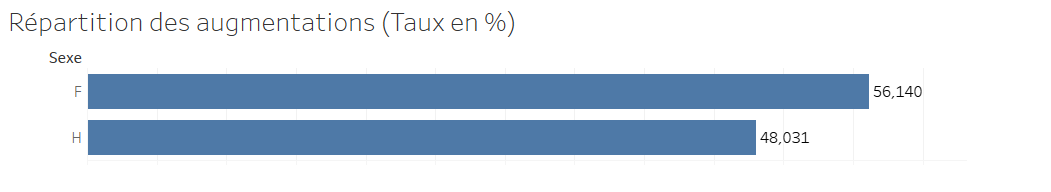 Répartition des augmentations (Taux en %)
Sexe
F 56,140
H 48,031